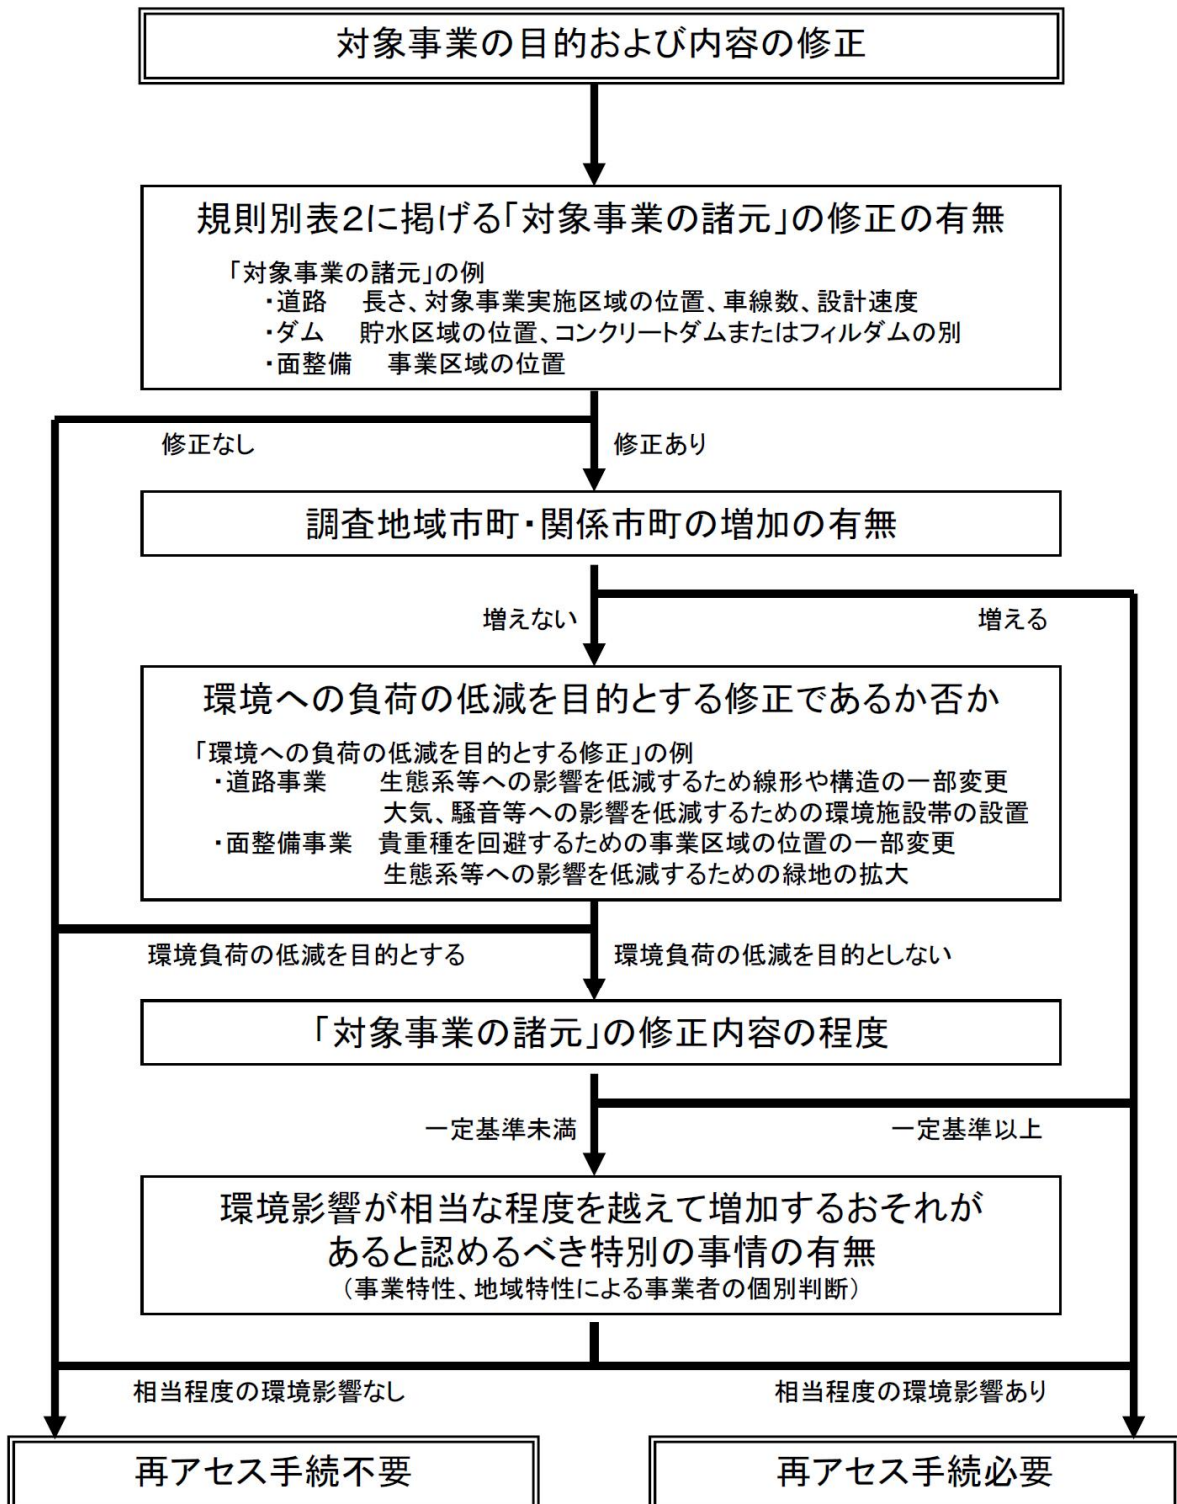 対象事業の目的および内容の修正
規則別表2に掲げる「対象事業の諸元」の修正の有無
「対象事業の諸元」の例
・道路　長さ、対象事業実施区域の位置、車線数、設計速度
・ダム　貯水区域の位置、コンクリートダムまたはフィルダムの別
・面整備　事業区域の位置
修正なし
修正あり
調査地域市町・関係市町の増加の有無
増えない
増える
環境への負荷の低減を目的とする修正であるか否か
「環境への負荷の低減を目的とする修正」の例
・道路事業　生態系等への影響を低減するため線形や構造の一部変更
大気、騒音等への影響を低減するための環境施設帯の設置
・面整備事業　貴重種を回避するための事業区域の位置の一部変更
生態系等への影響を低減するための緑地の拡大
環境負荷の低減を目的とする
環境負荷の低減を目的としない
「対象事業の諸元」の修正内容の程度
一定基準未満
一定基準以上
環境影響が相当な程度を越えて増加するおそれが
あると認めるべき特別の事情の有無
（事業特性、地域特性による事業者の個別判断）
相当程度の環境影響なし
相当程度の環境影響あり
再アセス手続不要
再アセス手続必要